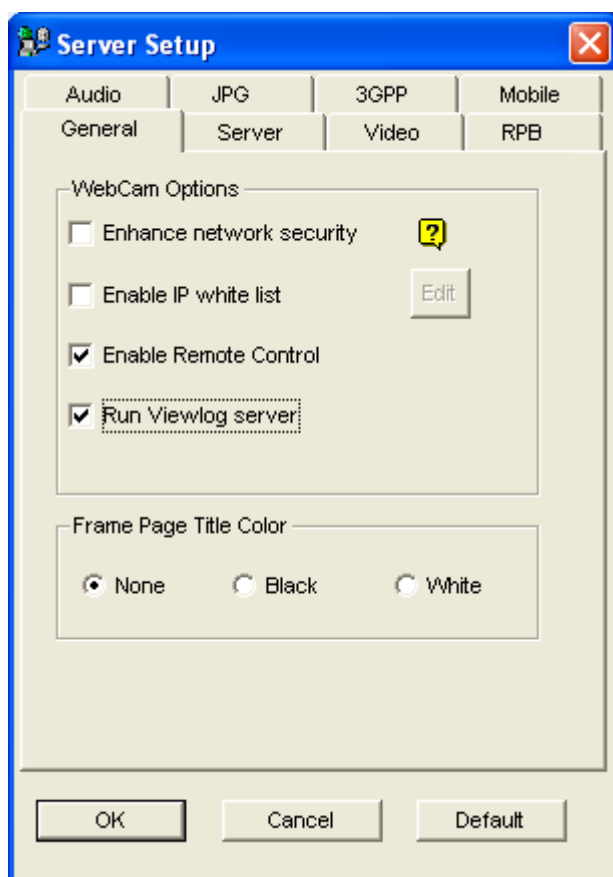 Server Setup
Audio JPG 3GPP Mobile
General Server Video RPB
WebCam Options
Enhance network security ?
Enable IP white list Edit
Enable Remote Control
Run Viewlog server
Frame Page Title Color
None Black White
OK Cancel Default